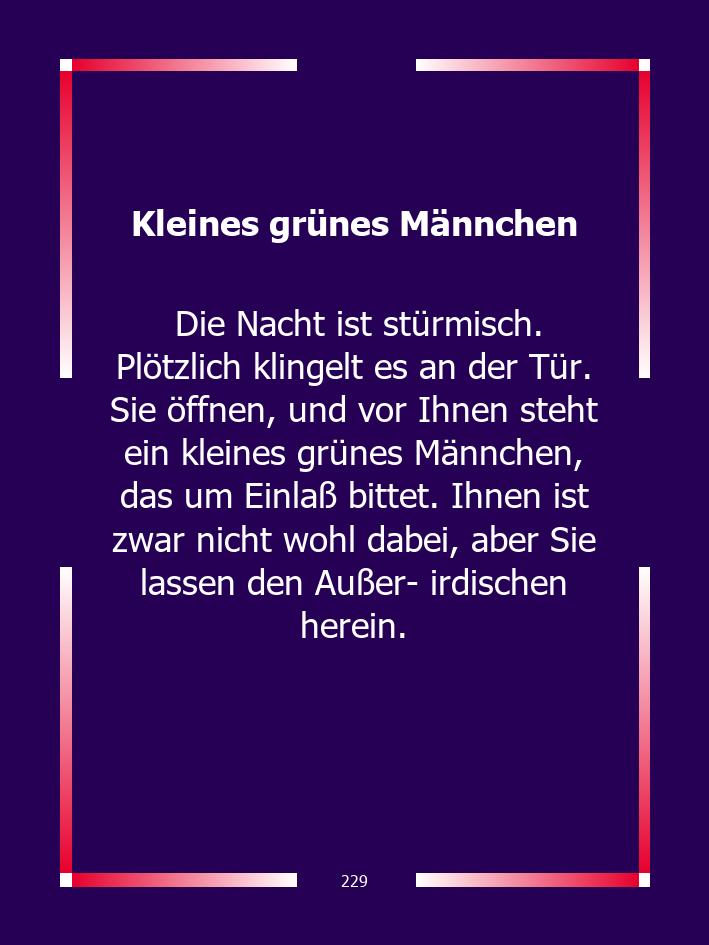 Kleines grünes Männchen
Die Nacht ist stürmisch.
Plötzlich klingelt es an der Tür.
Sie öffnen, und vor Ihnen steht
ein kleines grünes Männchen,
das um Einlaß bittet. Ihnen ist
zwar nicht wohl dabei, aber Sie
lassen den Außer- irdischen
herein.
229